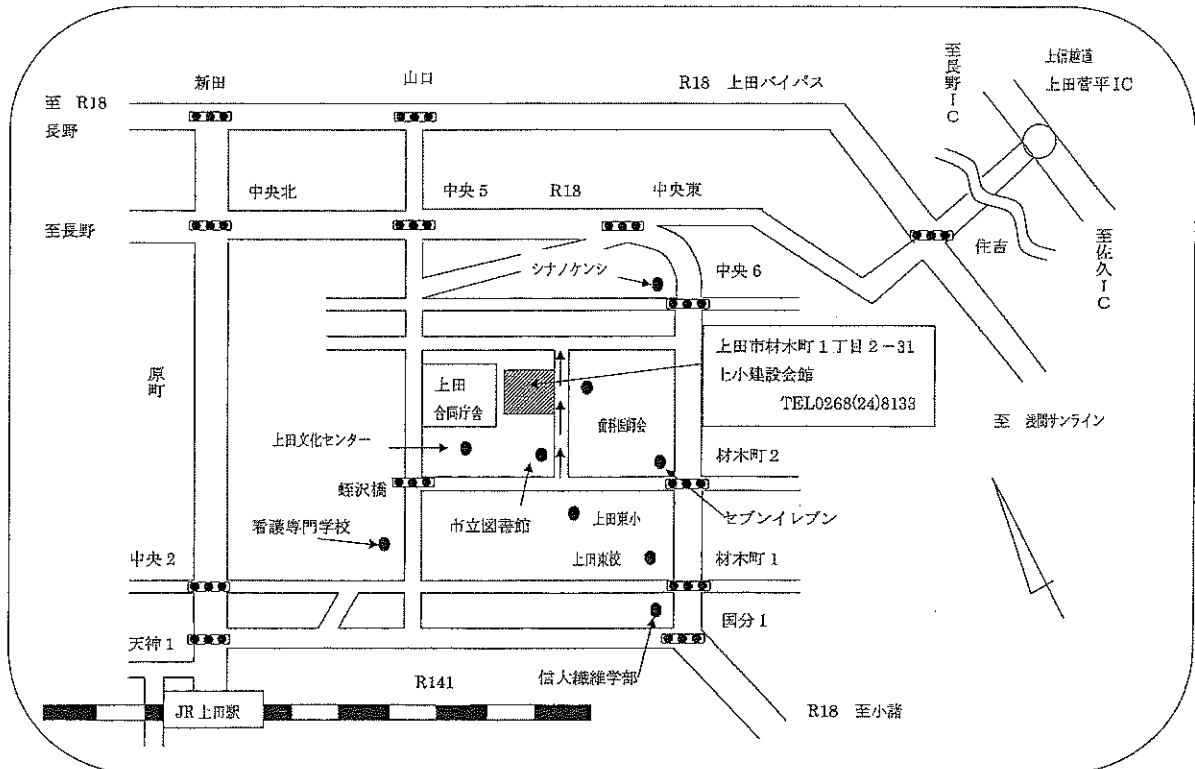 上信越道
上田菅平IC
至長野IC
新田
山口
R18 上田バイパス
至 R18
長野
中央北
中央5
R18
中央東
至長野
住吉
至佐久IC
シナノケンシ
中央6
上田市材木町1丁目2-31
上小建設会館
TEL0268(24)8133
原町
上田
合同庁舎
歯科医師会
至 浅間サンライン
上田文化センター
材木町2
蛭沢橋
市立図書館
セブンイレブン
看護専門学校
上田東小
中央2
上田東校
材木町1
国分1
天神1
信大繊維学部
R141
JR上田駅
R18 至小諸